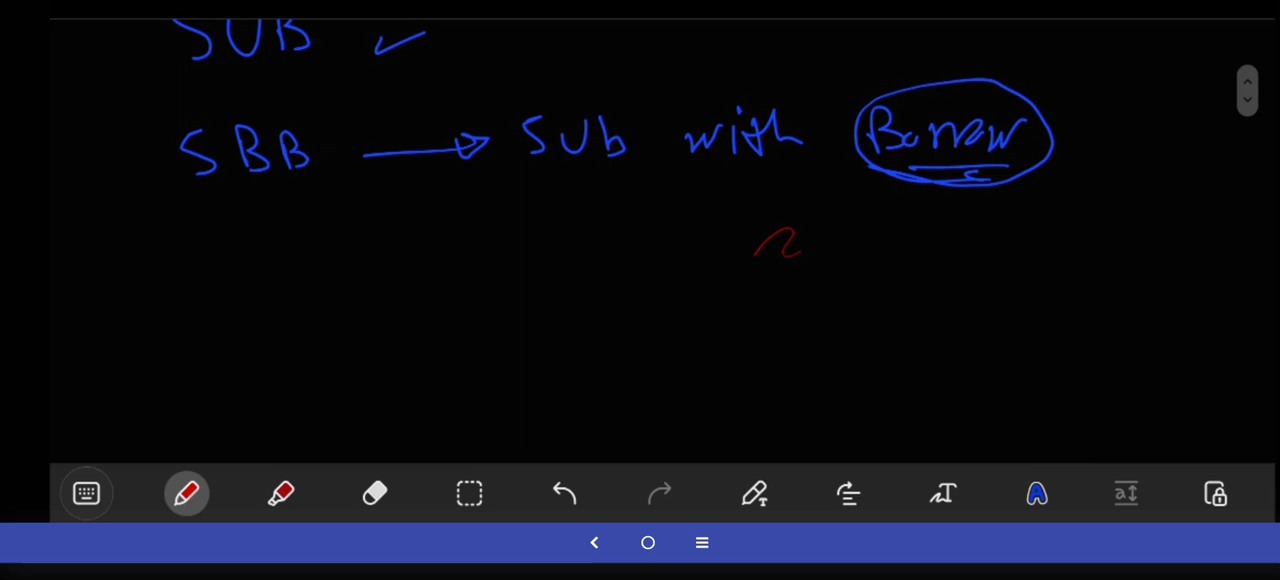 SUB ✓
SBB → Sub with Borrow